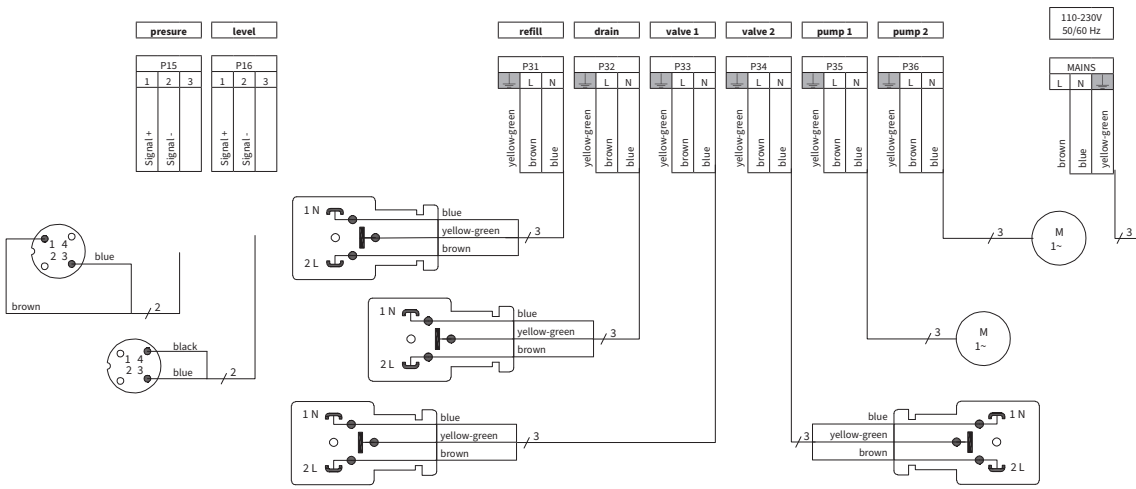 presure level refill drain valve 1 valve 2 pump 1 pump 2 110-230V
50/60 Hz
P15 P16 P31 P32 P33 P34 P35 P36 MAINS
1 2 3 1 2 3 L N L N L N L N L N L N L N
Signal + Signal - Signal + Signal - yellow-green brown blue yellow-green brown blue yellow-green brown blue yellow-green brown blue yellow-green brown blue yellow-green brown blue brown blue yellow-green
1 N
blue
yellow-green
brown
3
2 L
M
1~
3
3
1 4
2 3
blue
brown
2
1 N
blue
yellow-green
brown
3
2 L
3
M
1~
black
1 4
2 3
blue
2
1 N
blue
yellow-green
brown
3
2 L
3
blue
yellow-green
brown
1 N
2 L